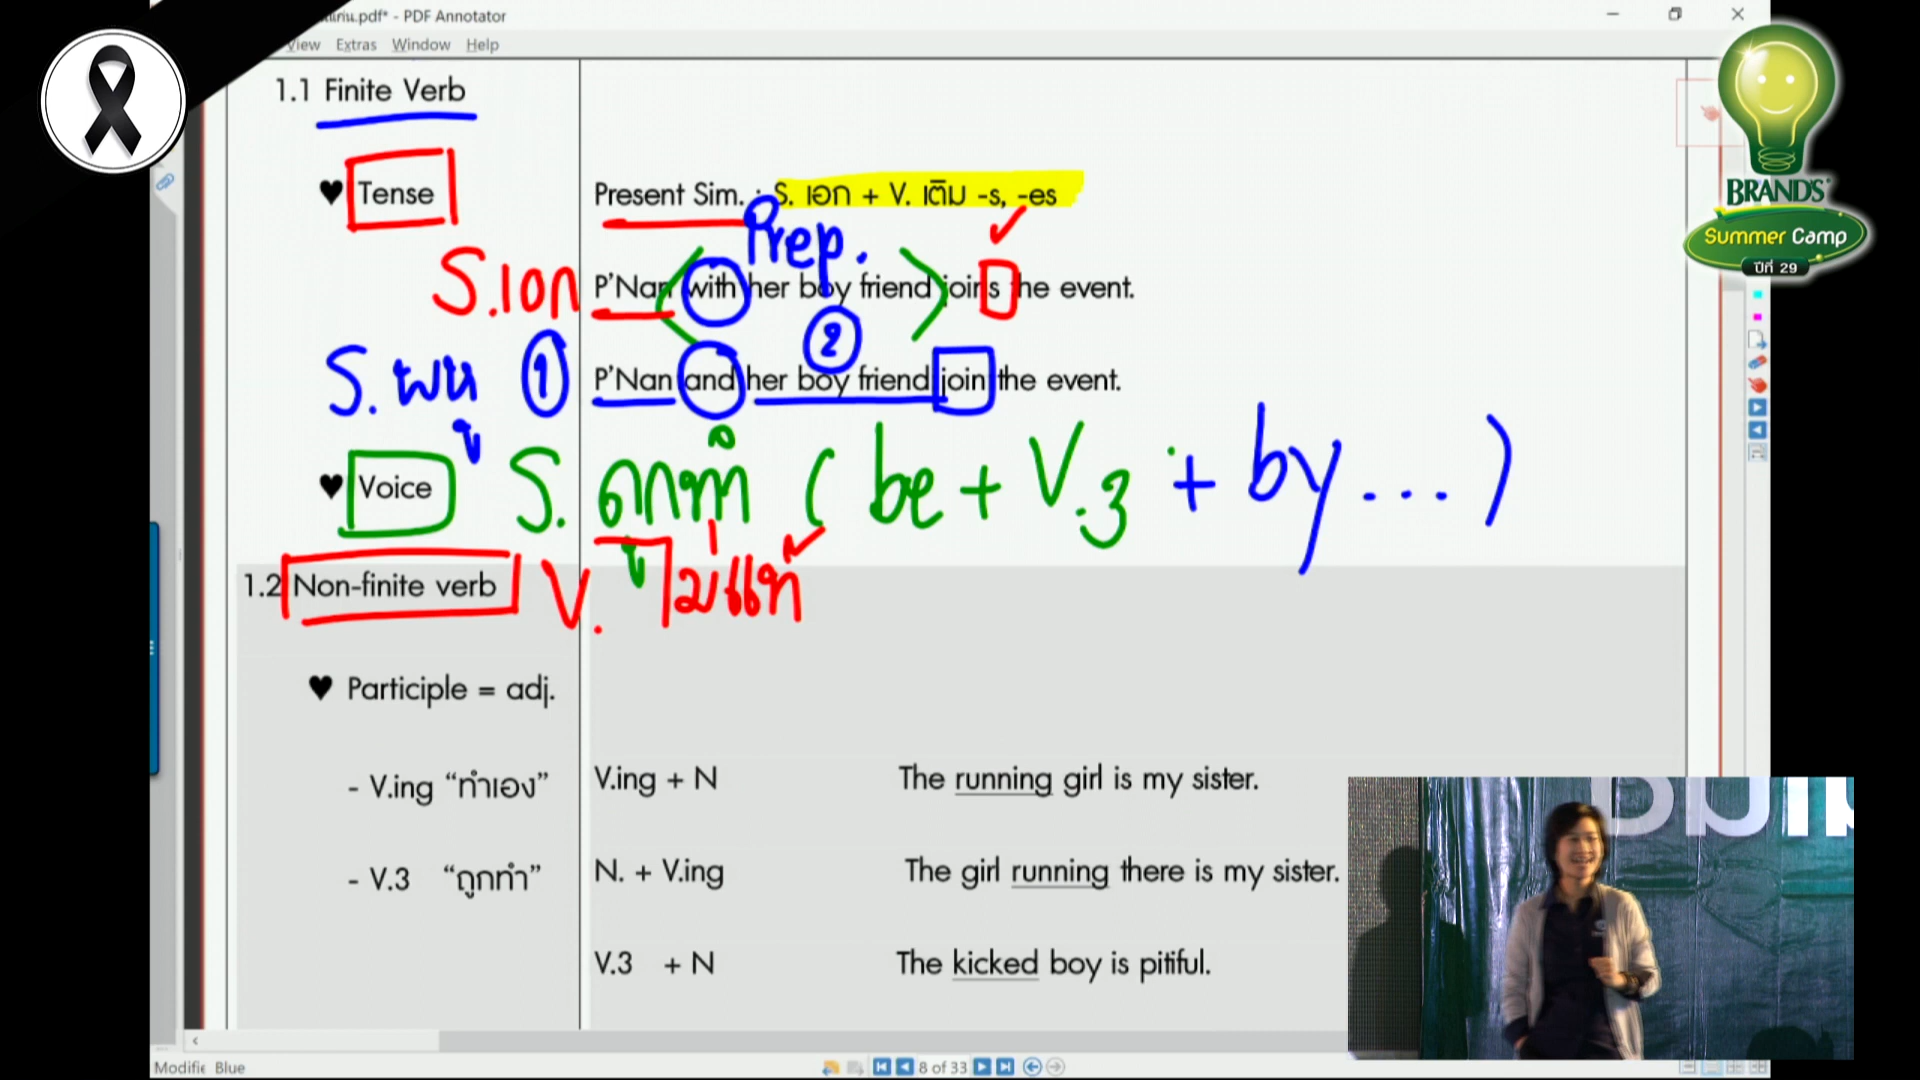 .pdf* - PDF Annotator
View Extras Window Help
1.1 Finite Verb
♥ Tense
Present Sim. : S. เอก + V. เติม -s, -es
Prep.
S.เอก
P'Nan with her boy friend joins the event.
2
S. พหู 1
P'Nan and her boy friend join the event.
♥ Voice
S. ถูกทำ ( be + V.3 + by ... )
1.2 Non-finite verb
V. ไม่แท้
♥ Participle = adj.
- V.ing “ทำเอง”
V.ing + N
The running girl is my sister.
- V.3 “ถูกทำ”
N. + V.ing
The girl running there is my sister.
V.3 + N
The kicked boy is pitiful.
BRAND'S
Summer Camp
ปีที่ 29
Modifie Blue
8 of 33